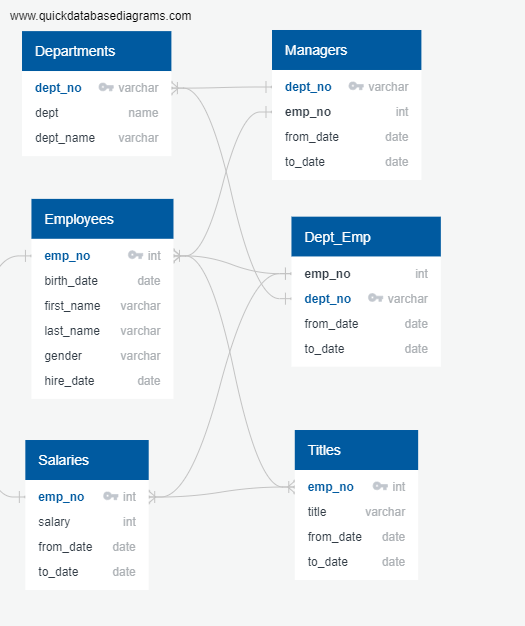 www.quickdatabasediagrams.com
Departments
dept_no varchar
dept name
dept_name varchar
Managers
dept_no varchar
emp_no int
from_date date
to_date date
Employees
emp_no int
birth_date date
first_name varchar
last_name varchar
gender varchar
hire_date date
Dept_Emp
emp_no int
dept_no varchar
from_date date
to_date date
Salaries
emp_no int
salary int
from_date date
to_date date
Titles
emp_no int
title varchar
from_date date
to_date date